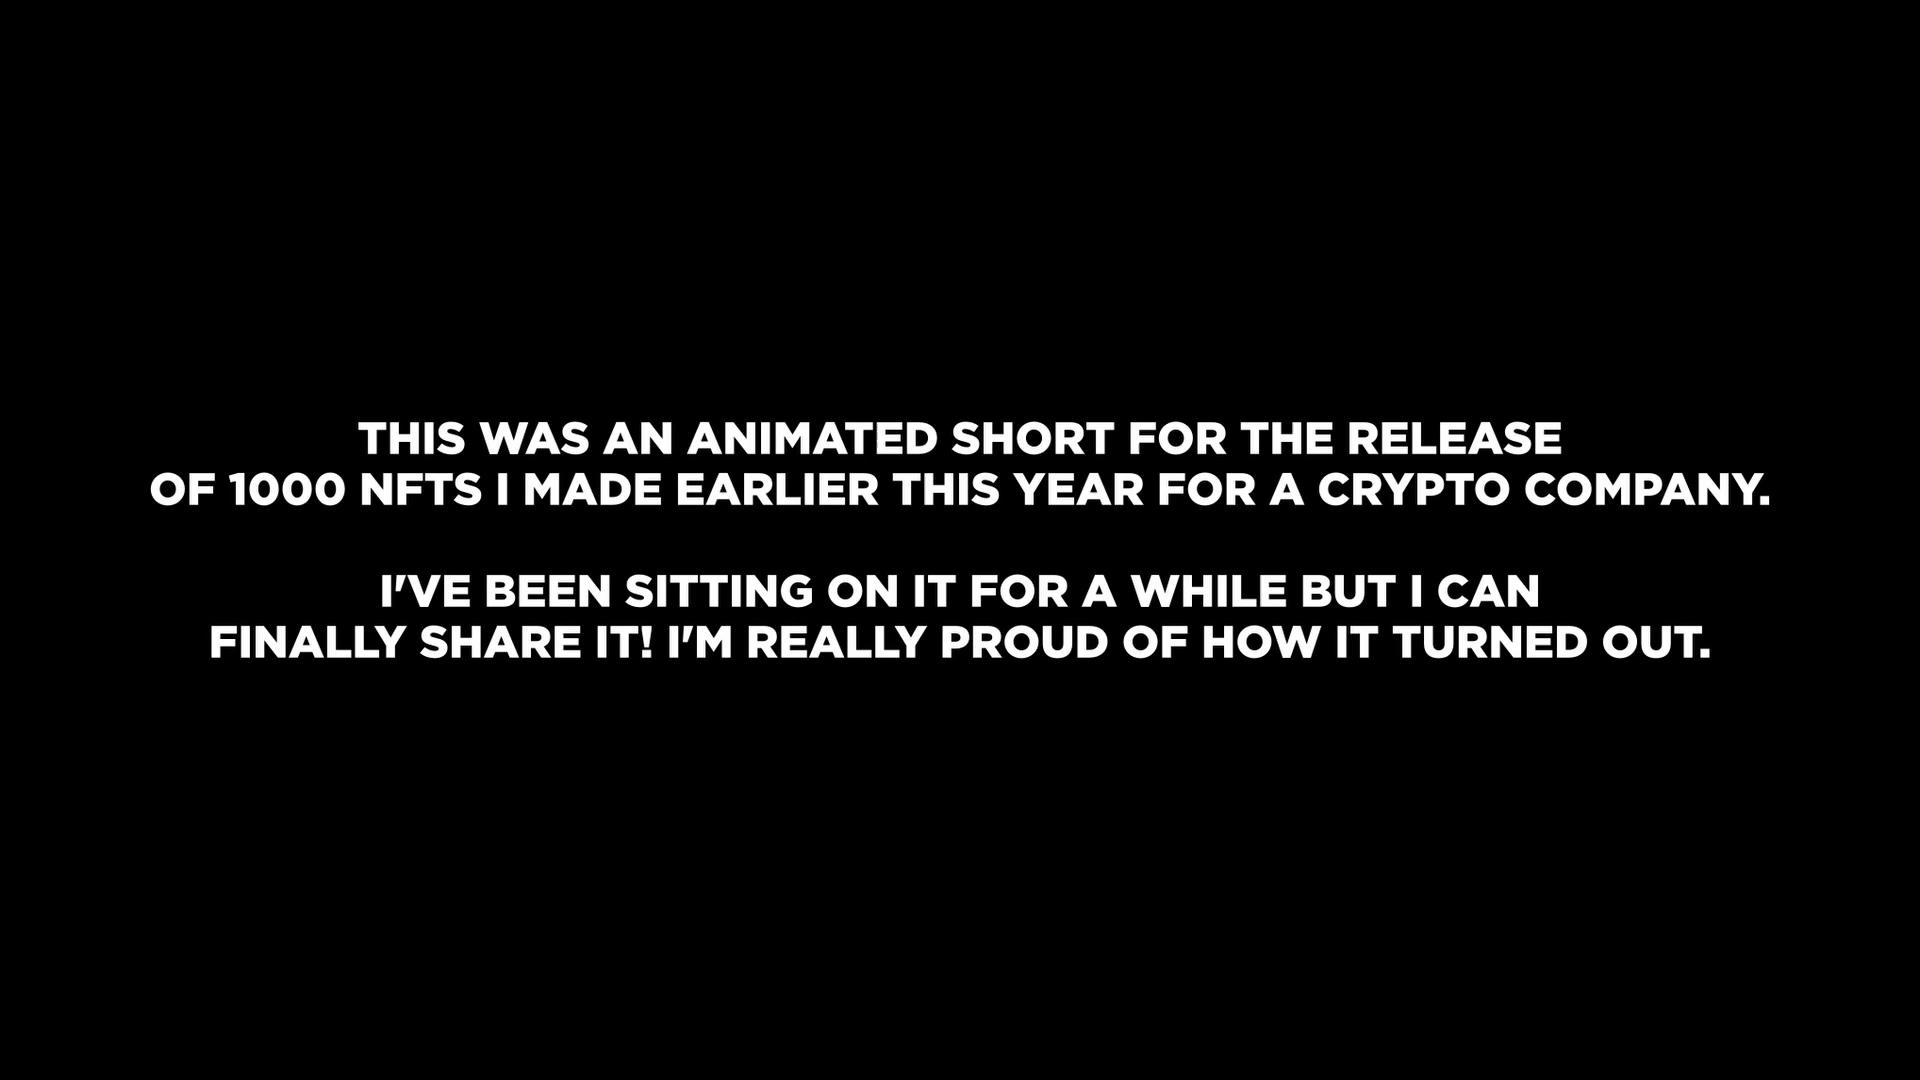 THIS WAS AN ANIMATED SHORT FOR THE RELEASE
OF 1000 NFTS I MADE EARLIER THIS YEAR FOR A CRYPTO COMPANY.
I'VE BEEN SITTING ON IT FOR A WHILE BUT I CAN
FINALLY SHARE IT! I'M REALLY PROUD OF HOW IT TURNED OUT.